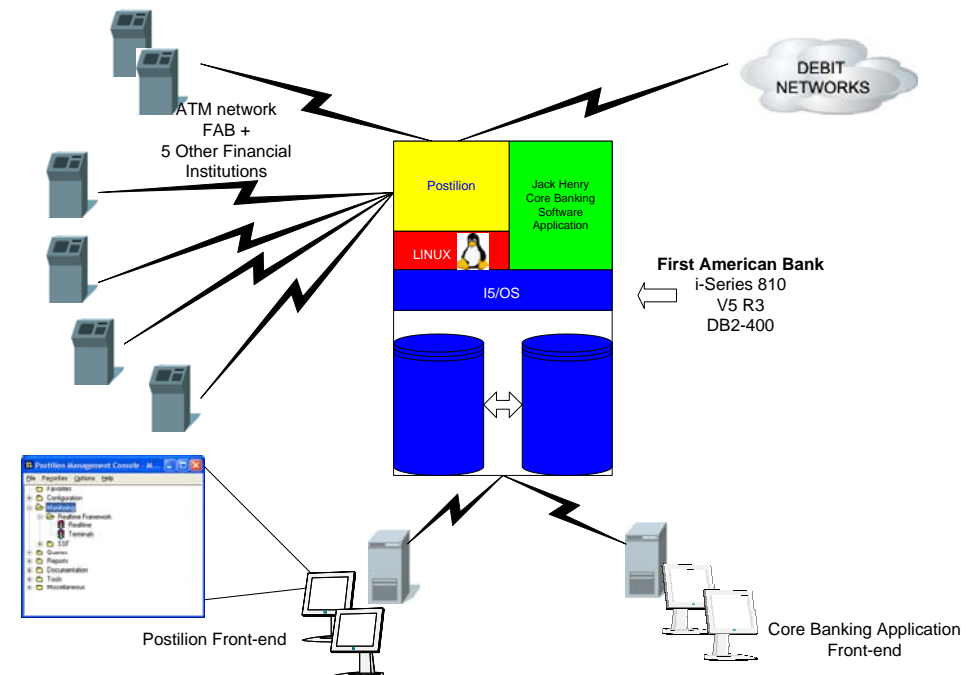 DEBIT
NETWORKS
ATM network
FAB +
5 Other Financial
Institutions
Postilion
Jack Henry
Core Banking
Software
Application
LINUX
I5/OS
First American Bank
i-Series 810
V5 R3
DB2-400
Postilion Management Console - M...
File Favorites Options Help
Favorites
Configuration
Monitoring
Realtime Framework
Realtime
Terminals
SSF
Queries
Reports
Documentation
Tools
Miscellaneous
Postilion Front-end
Core Banking Application
Front-end